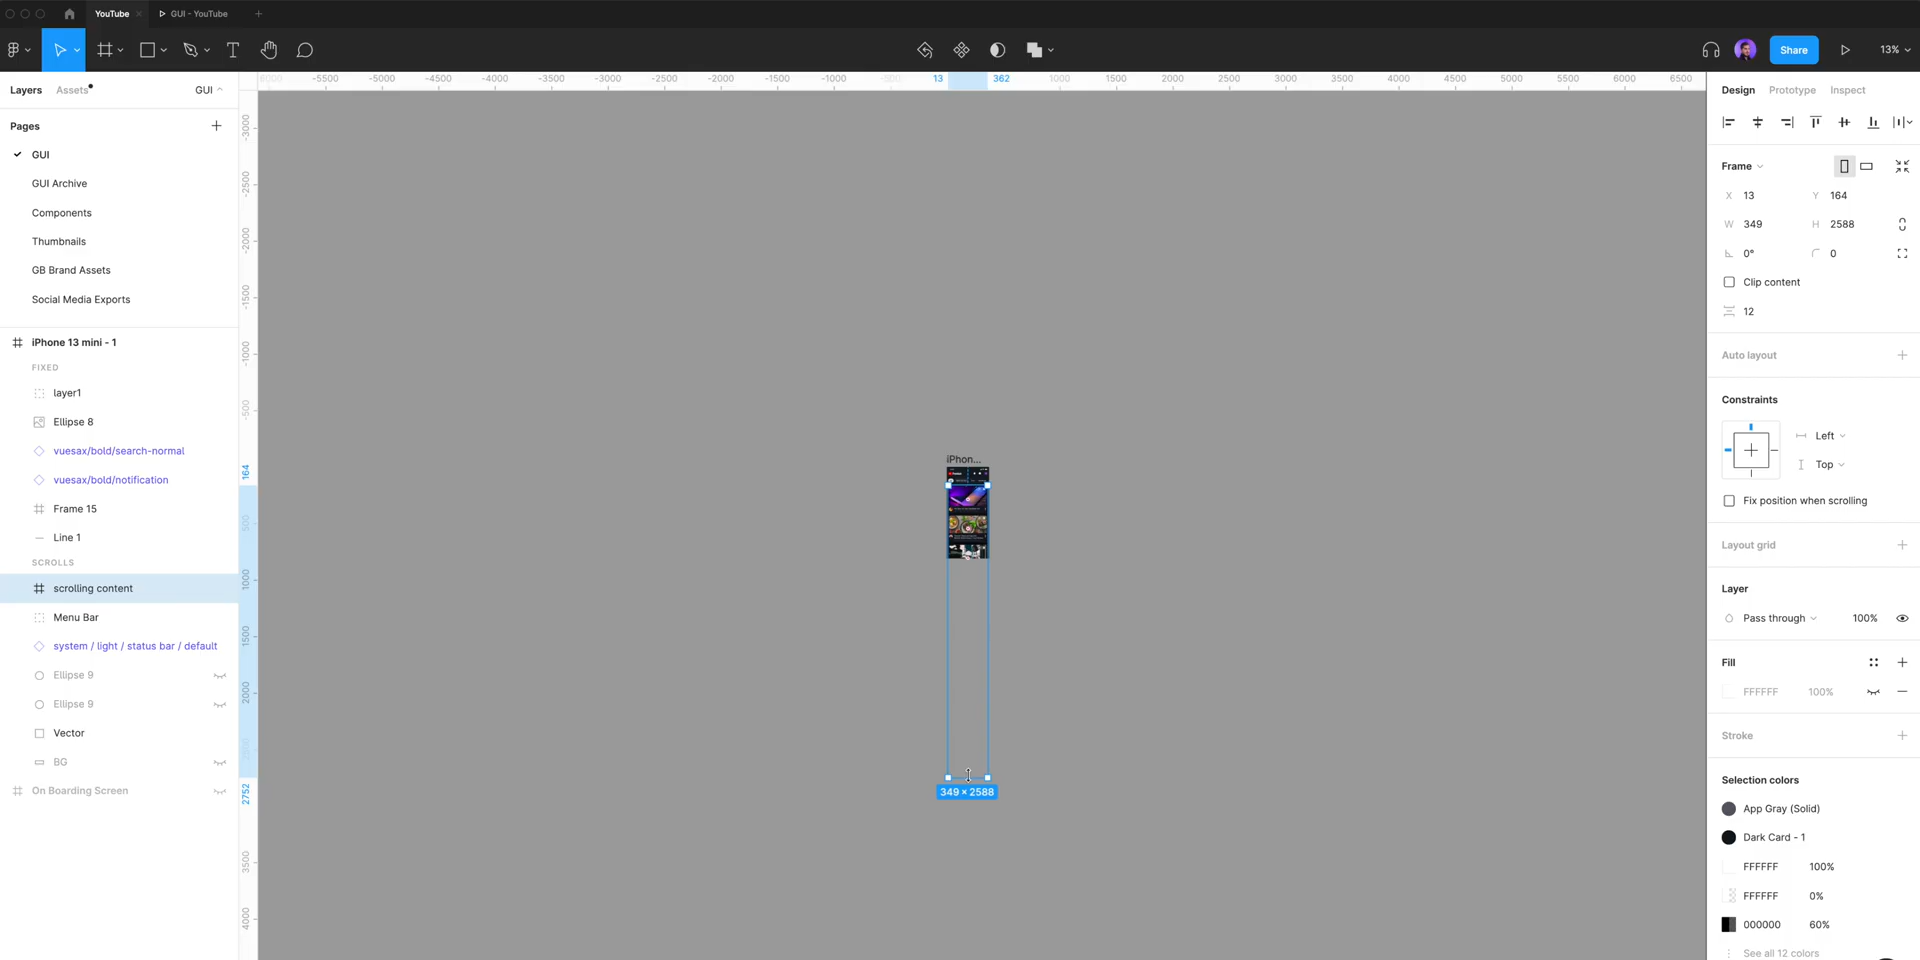 YouTube
GUI - YouTube
Share
13%
Layers
Assets
GUI
-5500
-5000
-4500
-4000
-3500
-3000
-2500
-2000
-1500
-1000
13
362
1000
1500
2000
2500
3000
3500
4000
4500
5000
5500
6000
6500
Design
Prototype
Inspect
Pages
GUI
GUI Archive
Components
Thumbnails
GB Brand Assets
Social Media Exports
iPhone 13 mini - 1
FIXED
layer1
Ellipse 8
vuesax/bold/search-normal
vuesax/bold/notification
Frame 15
Line 1
SCROLLS
scrolling content
Menu Bar
system / light / status bar / default
Ellipse 9
Ellipse 9
Vector
BG
On Boarding Screen
-3000
-2500
-2000
-1500
-1000
-500
164
500
1000
1500
2000
2752
3500
4000
iPhon...
349 × 2588
Frame
X 13
Y 164
W 349
H 2588
0°
0
Clip content
12
Auto layout
Constraints
Left
Top
Fix position when scrolling
Layout grid
Layer
Pass through
100%
Fill
FFFFFF 100%
Stroke
Selection colors
App Gray (Solid)
Dark Card - 1
FFFFFF 100%
FFFFFF 0%
000000 60%
See all 12 colors